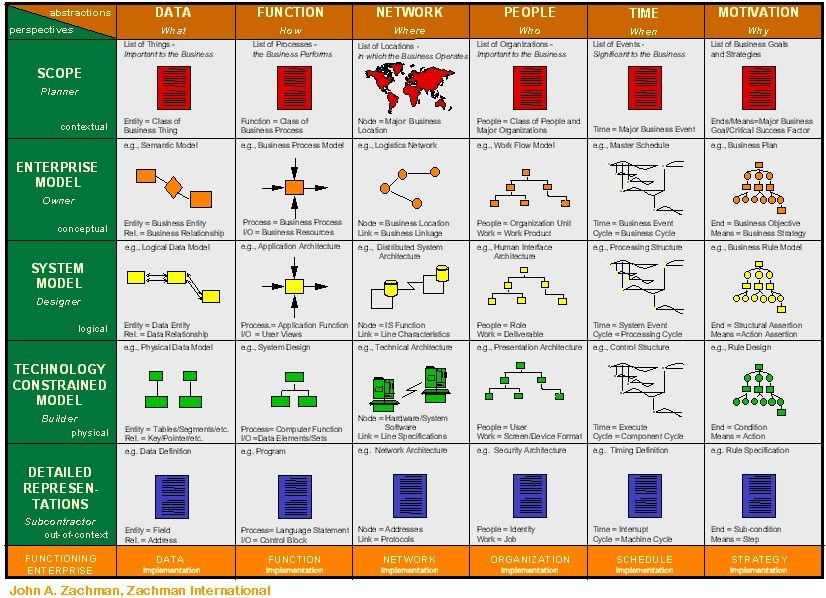 abstractions
perspectives
DATA
What
FUNCTION
How
NETWORK
Where
PEOPLE
Who
TIME
When
MOTIVATION
Why
SCOPE
Planner
contextual
List of Things -
Important to the Business
Entity = Class of
Business Thing
List of Processes -
the Business Performs
Function = Class of
Business Process
List of Locations -
in which the Business Operates
Node = Major Business
Location
List of Organizations -
Important to the Business
People = Class of People and
Major Organizations
List of Events -
Significant to the Business
Time = Major Business Event
List of Business Goals
and Strategies
Ends/Means=Major Business
Goal/Critical Success Factor
ENTERPRISE
MODEL
Owner
conceptual
e.g., Semantic Model
Entity = Business Entity
Rel. = Business Relationship
e.g., Business Process Model
Process = Business Process
I/O = Business Resources
e.g., Logistics Network
Node = Business Location
Link = Business Linkage
e.g., Work Flow Model
People = Organization Unit
Work = Work Product
e.g., Master Schedule
Time = Business Event
Cycle = Business Cycle
e.g., Business Plan
End = Business Objective
Means = Business Strategy
SYSTEM
MODEL
Designer
logical
e.g., Logical Data Model
Entity = Data Entity
Rel. = Data Relationship
e.g., Application Architecture
Process.= Application Function
I/O = User Views
e.g., Distributed System
Architecture
Node = IS Function
Link = Line Characteristics
e.g., Human Interface
Architecture
People = Role
Work = Deliverable
e.g., Processing Structure
Time = System Event
Cycle = Processing Cycle
e.g., Business Rule Model
End = Structural Assertion
Means =Action Assertion
TECHNOLOGY
CONSTRAINED
MODEL
Builder
physical
e.g., Physical Data Model
Entity = Tables/Segments/etc.
Rel. = Key/Pointer/etc.
e.g., System Design
Process= Computer Function
I/O =Data Elements/Sets
e.g., Technical Architecture
Node = Hardware/System
Software
Link = Line Specifications
e.g., Presentation Architecture
People = User
Work = Screen/Device Format
e.g., Control Structure
Time = Execute
Cycle = Component Cycle
e.g., Rule Design
End = Condition
Means = Action
DETAILED
REPRESEN-
TATIONS
Subcontractor
out-of-context
e.g. Data Definition
Entity = Field
Rel. = Address
e.g., Program
Process= Language Statement
I/O = Control Block
e.g. Network Architecture
Node = Addresses
Link = Protocols
e.g., Security Architecture
People = Identity
Work = Job
e.g., Timing Definition
Time = Interrupt
Cycle = Machine Cycle
e.g., Rule Specification
End = Sub-condition
Means = Step
FUNCTIONING
ENTERPRISE
DATA
Implementation
FUNCTION
Implementation
NETWORK
Implementation
ORGANIZATION
Implementation
SCHEDULE
Implementation
STRATEGY
Implementation
John A. Zachman, Zachman International